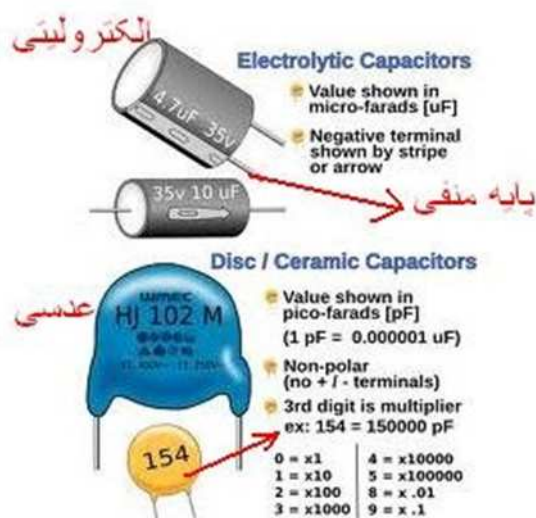 الکترولیتی
Electrolytic Capacitors
4.7uF 35v
Value shown in
micro-farads [uF]
Negative terminal
shown by stripe
or arrow
35v 10 uF
پایه منفی
Disc / Ceramic Capacitors
عدسی
HJ 102 M
Value shown in
pico-farads [pF]
(1 pF = 0.000001 uF)
Non-polar
(no + / - terminals)
3rd digit is multiplier
ex: 154 = 150000 pF
154
0 = x1 4 = x10000
1 = x10 5 = x100000
2 = x100 8 = x .01
3 = x1000 9 = x .1